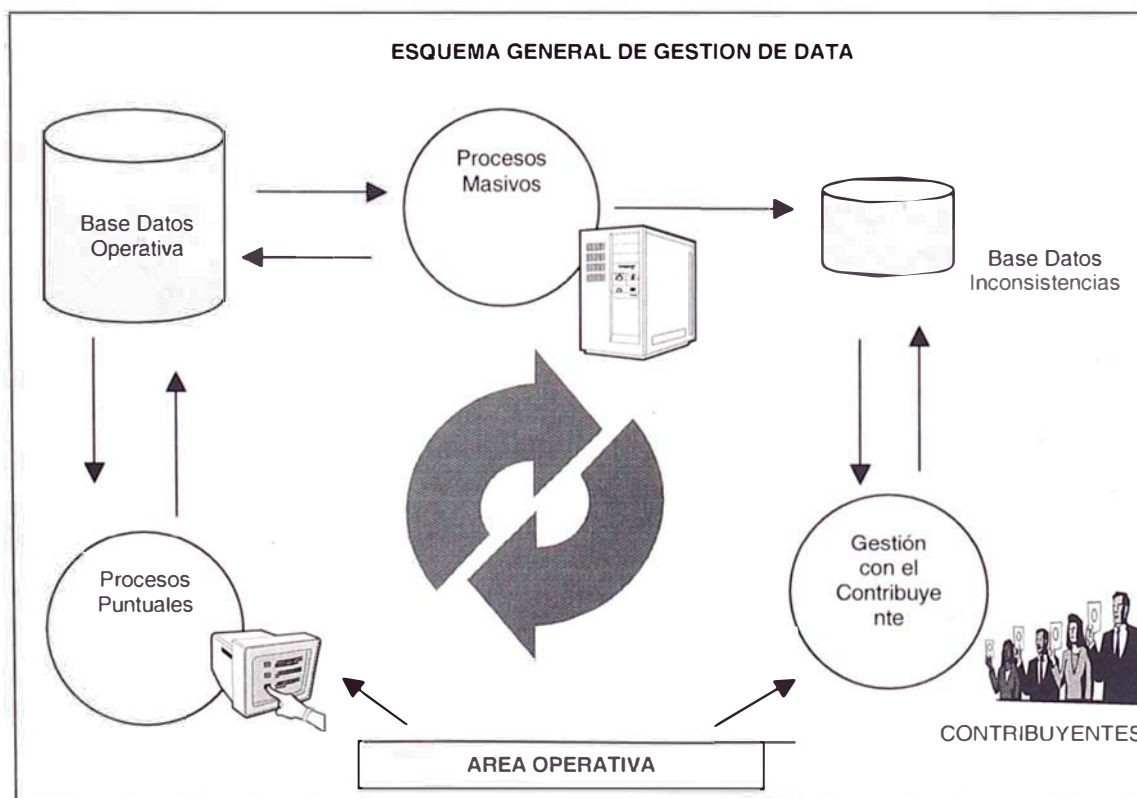 ESQUEMA GENERAL DE GESTION DE DATA
Procesos
Masivos
Base Datos
Operativa
Base Datos
Inconsistencias
Procesos
Puntuales
Gestión
con el
Contribuye
nte
CONTRIBUYENTES
AREA OPERATIVA